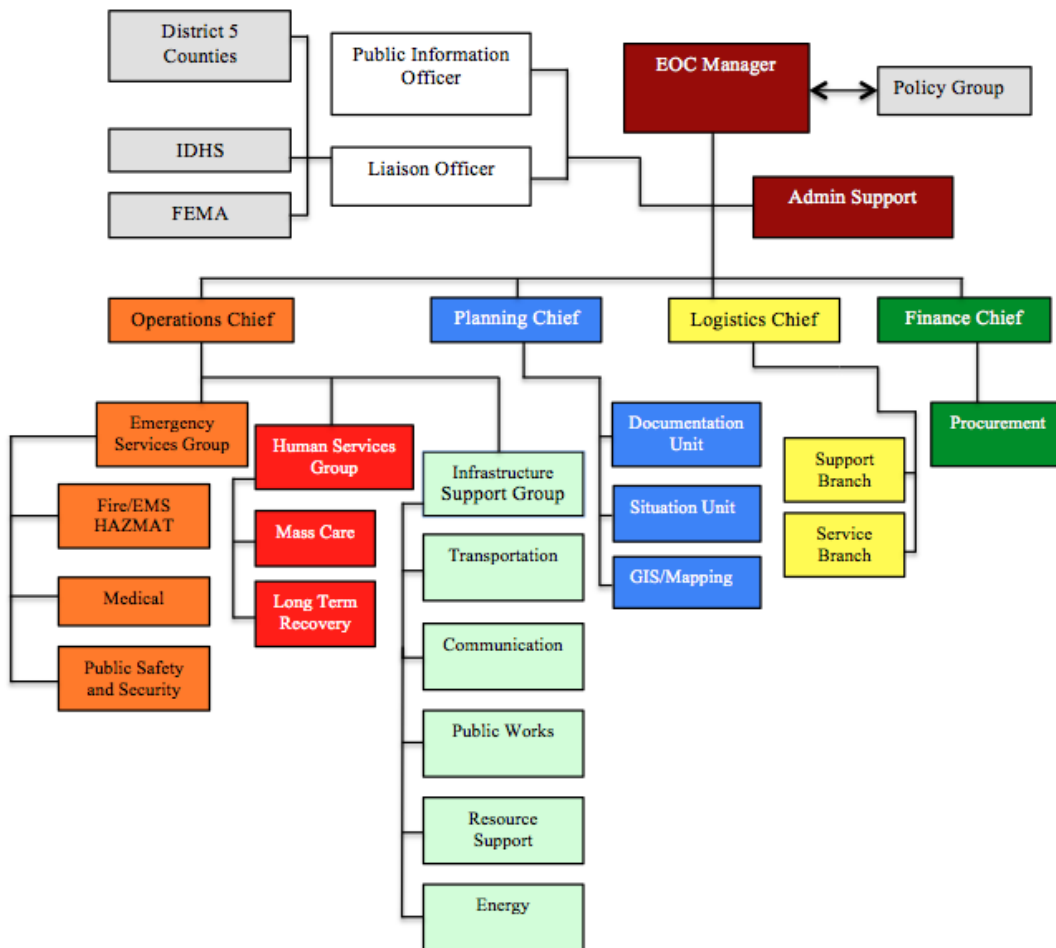 District 5
Counties
Public Information
Officer
EOC Manager
Policy Group
IDHS
Liaison Officer
FEMA
Admin Support
Operations Chief
Planning Chief
Logistics Chief
Finance Chief
Emergency
Services Group
Fire/EMS
HAZMAT
Medical
Public Safety
and Security
Human Services
Group
Mass Care
Long Term
Recovery
Infrastructure
Support Group
Transportation
Communication
Public Works
Resource
Support
Energy
Documentation
Unit
Situation Unit
GIS/Mapping
Support
Branch
Service
Branch
Procurement